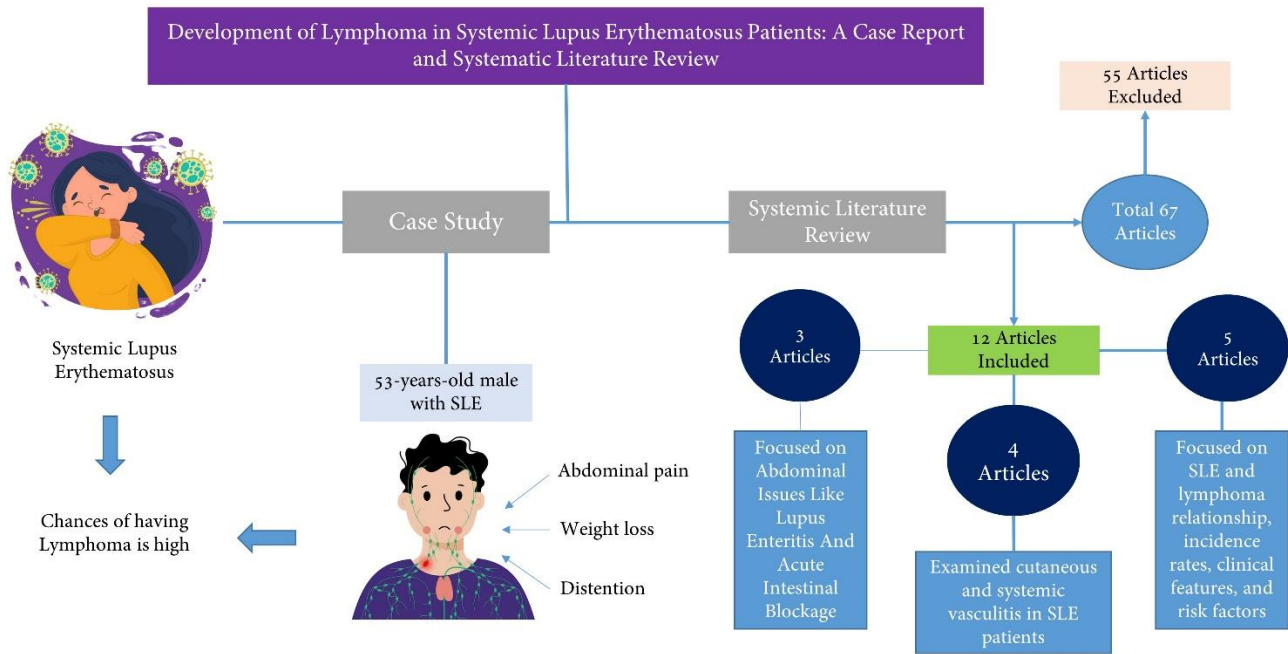 Development of Lymphoma in Systemic Lupus Erythematosus Patients: A Case Report
and Systematic Literature Review
55 Articles
Excluded
Case Study
Systemic Literature
Review
Total 67
Articles
Systemic Lupus
Erythematosus
53-years-old male
with SLE
3
Articles
12 Articles
Included
5
Articles
Chances of having
Lymphoma is high
Abdominal pain
Weight loss
Distention
Focused on
Abdominal
Issues Like
Lupus
Enteritis And
Acute
Intestinal
Blockage
4
Articles
Examined cutaneous
and systemic
vasculitis in SLE
patients
Focused on
SLE and
lymphoma
relationship,
incidence
rates, clinical
features, and
risk factors